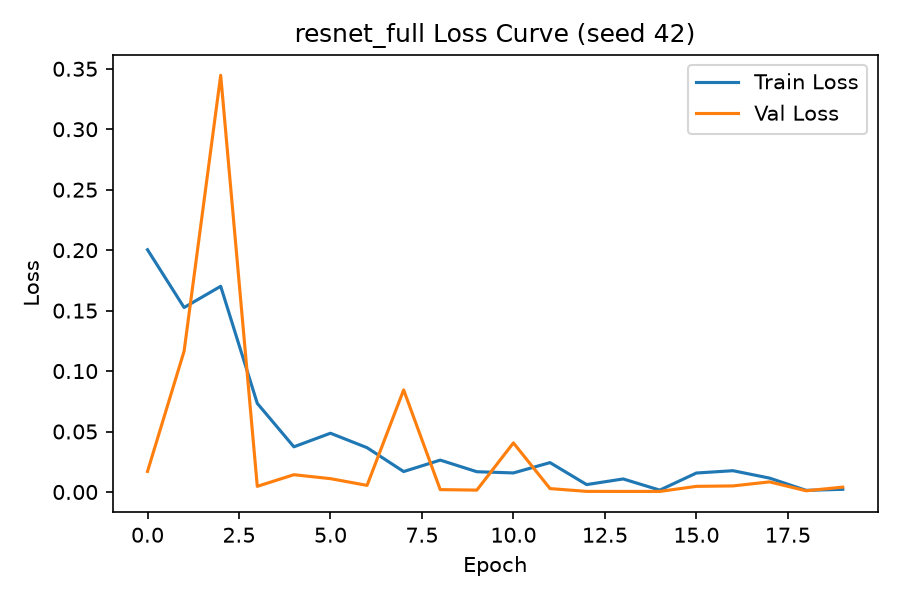 resnet_full Loss Curve (seed 42)
Train Loss
Val Loss
0.35
0.30
0.25
0.20
0.15
0.10
0.05
0.00
Loss
0.0 2.5 5.0 7.5 10.0 12.5 15.0 17.5
Epoch